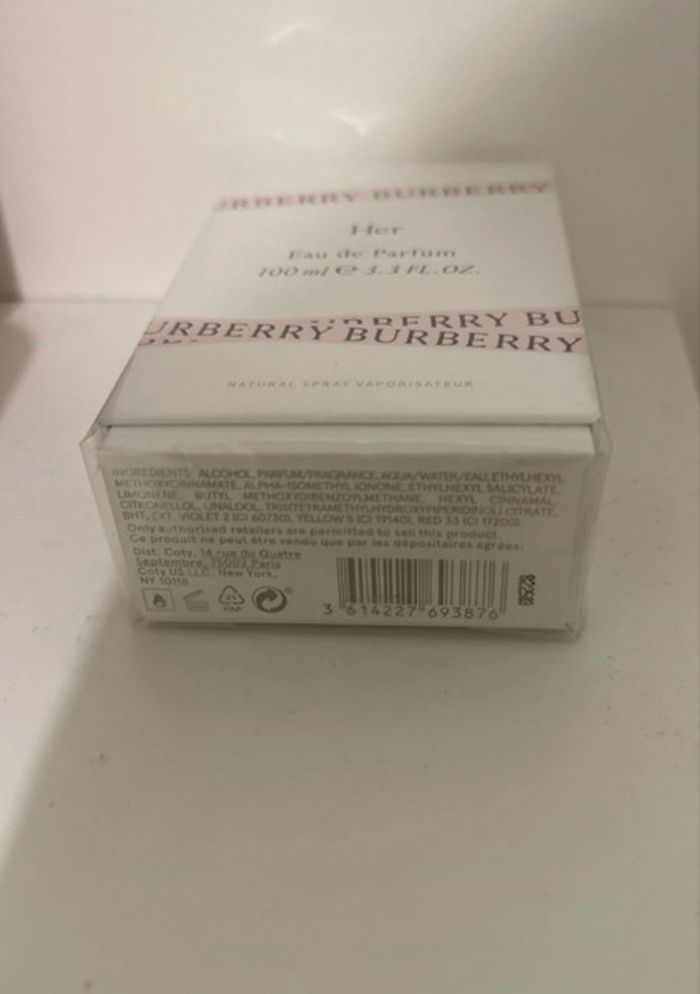 URBERRY BURBERRY
Her
Eau de Parfum
100 ml ℮ 3.3 FL. OZ.
BERRY BU
URBERRY BURBERRY
NATURAL SPRAY VAPORISATEUR
INGREDIENTS: ALCOHOL, PARFUM/FRAGRANCE, AQUA/WATER/EAU, ETHYLHEXYL
METHOXYCINNAMATE, ALPHA-ISOMETHYL IONONE, ETHYLHEXYL SALICYLATE,
LIMONENE, BUTYL METHOXYDIBENZOYLMETHANE, HEXYL CINNAMAL,
CITRONELLOL, LINALOOL, TRIS(TETRAMETHYLHYDROXYPIPERIDINOL) CITRATE,
BHT, EXT. VIOLET 2 (CI 60730), YELLOW 5 (CI 19140), RED 33 (CI 17200)
Only authorised retailers are permitted to sell this product.
Ce produit ne peut être vendu que par les dépositaires agréés.
Dist. Coty, 14 rue du Quatre
Septembre, 75002 Paris
Coty US LLC. New York,
NY 10118
21
PAP
3 614227 693876